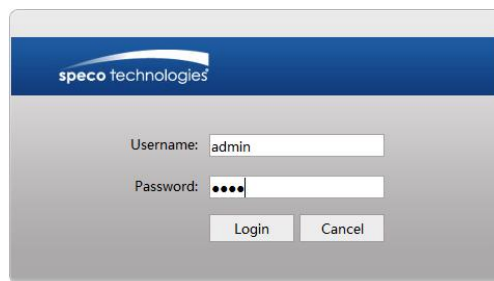 speco technologies
Username: admin
Password: ••••
Login Cancel